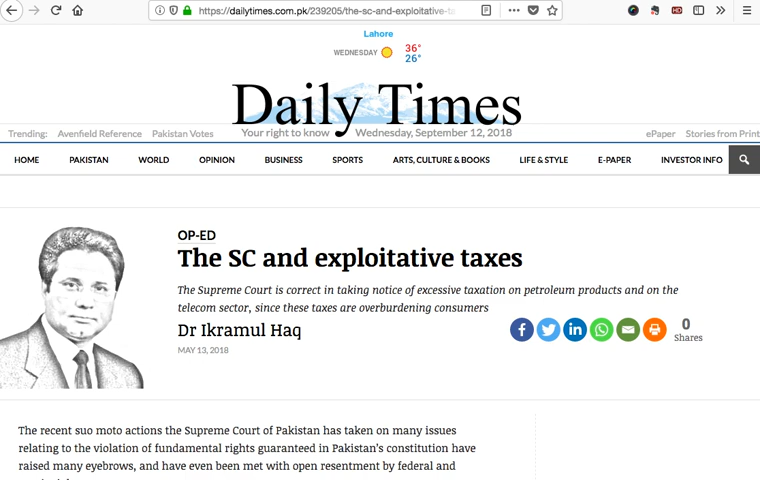 https://dailytimes.com.pk/239205/the-sc-and-exploitative-ta
Lahore
WEDNESDAY 36°
26°
Daily Times
Trending: Avenfield Reference Pakistan Votes Your right to know Wednesday, September 12, 2018 ePaper Stories from Print
HOME PAKISTAN WORLD OPINION BUSINESS SPORTS ARTS, CULTURE & BOOKS LIFE & STYLE E-PAPER INVESTOR INFO
OP-ED
The SC and exploitative taxes
The Supreme Court is correct in taking notice of excessive taxation on petroleum products and on the
telecom sector, since these taxes are overburdening consumers
Dr Ikramul Haq
MAY 13, 2018
0
Shares
The recent suo moto actions the Supreme Court of Pakistan has taken on many issues
relating to the violation of fundamental rights guaranteed in Pakistan's constitution have
raised many eyebrows, and have even been met with open resentment by federal and